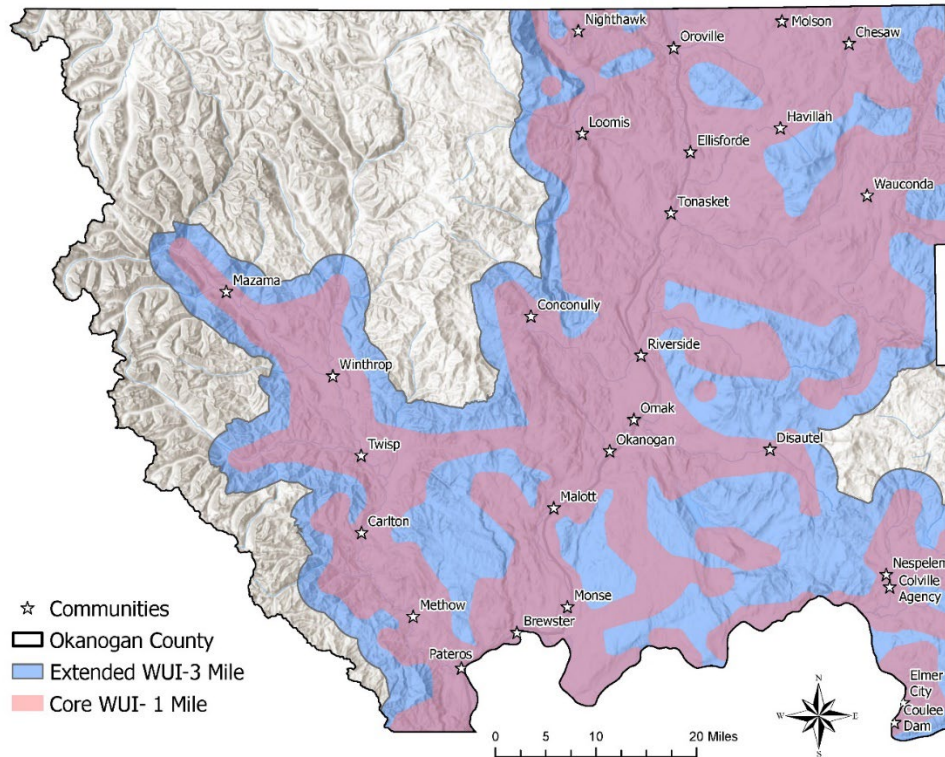 Nighthawk
Molson
Oroville
Chesaw
Loomis
Havillah
Ellisforde
Wauconda
Tonasket
Mazama
Conconully
Riverside
Winthrop
Omak
Okanogan
Disautel
Twisp
Malott
Carlton
Nespelem
Colville
Agency
Monse
Methow
Brewster
Pateros
Elmer
City
Coulee
Dam
Communities
Okanogan County
Extended WUI-3 Mile
Core WUI- 1 Mile
N
W E
S
0 5 10 20 Miles